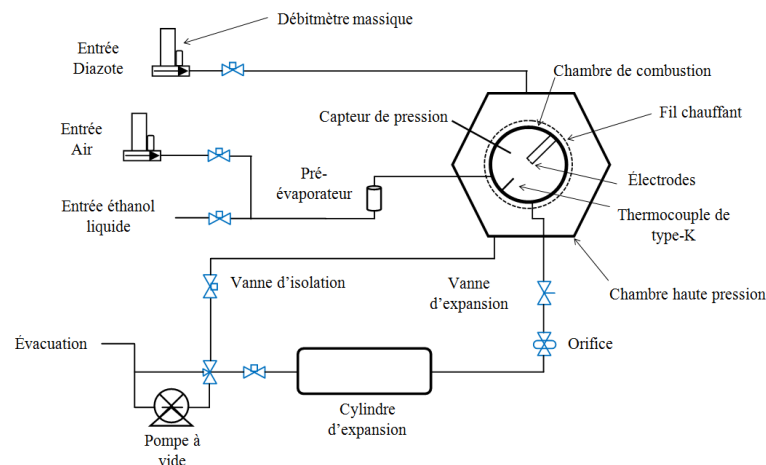 Débitmètre massique
Entrée
Diazote
Chambre de combustion
Fil chauffant
Capteur de pression
Entrée
Air
Pré-
évaporateur
Électrodes
Entrée éthanol
liquide
Thermocouple de
type-K
Vanne d'isolation
Vanne
d'expansion
Chambre haute pression
Évacuation
Orifice
Cylindre
d'expansion
Pompe à
vide